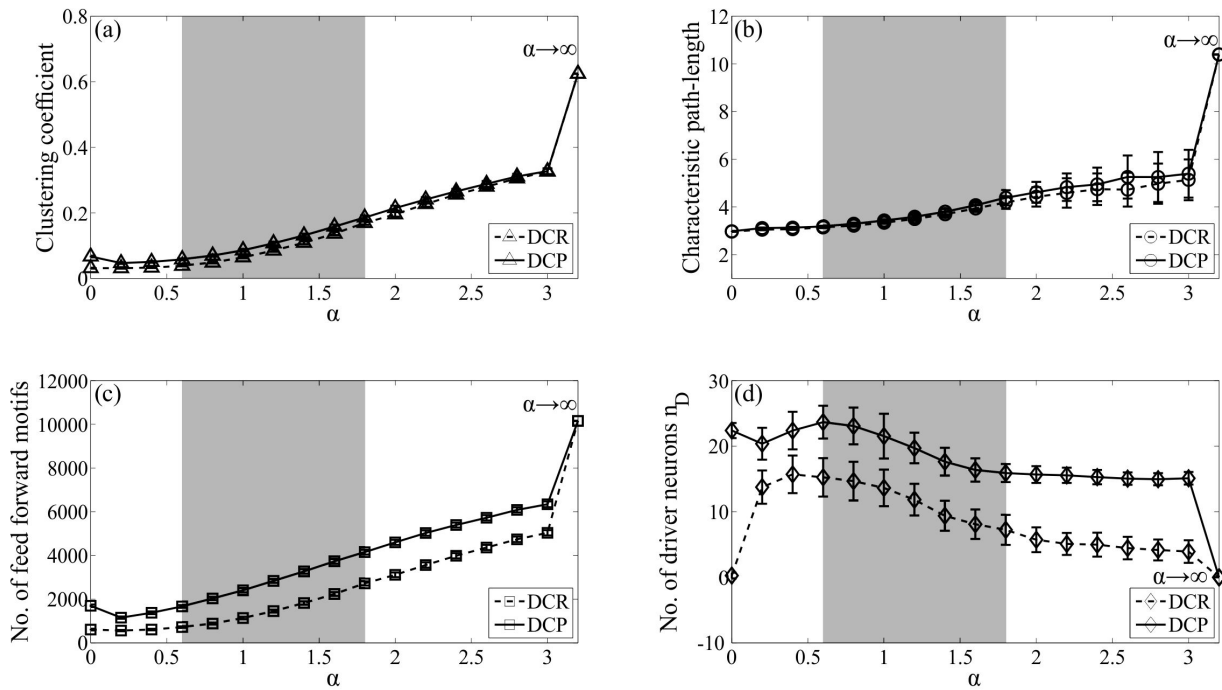 (a)
α→∞
Clustering coefficient
0.8
0.6
0.4
0.2
0
DCR
DCP
0 0.5 1 1.5 2 2.5 3
α
(b)
α→∞
Characteristic path-length
12
10
8
6
4
2
DCR
DCP
0 0.5 1 1.5 2 2.5 3
α
(c)
α→∞
No. of feed forward motifs
12000
10000
8000
6000
4000
2000
0
DCR
DCP
0 0.5 1 1.5 2 2.5 3
α
(d)
No. of driver neurons n_D
30
20
10
0
-10
α→∞
DCR
DCP
0 0.5 1 1.5 2 2.5 3
α